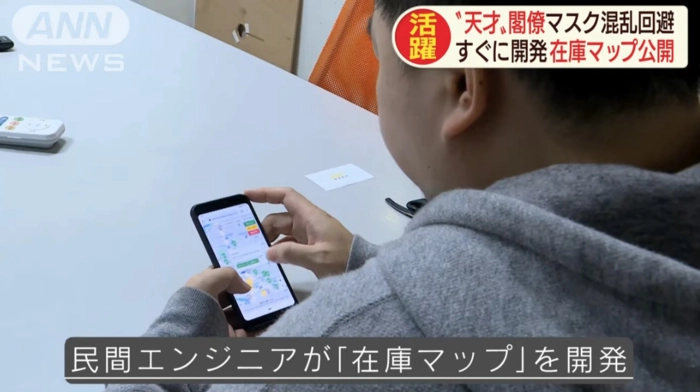 ANN
NEWS
活躍
〝天才〟閣僚マスク混乱回避
すぐに開発在庫マップ公開
民間エンジニアが「在庫マップ」を開発